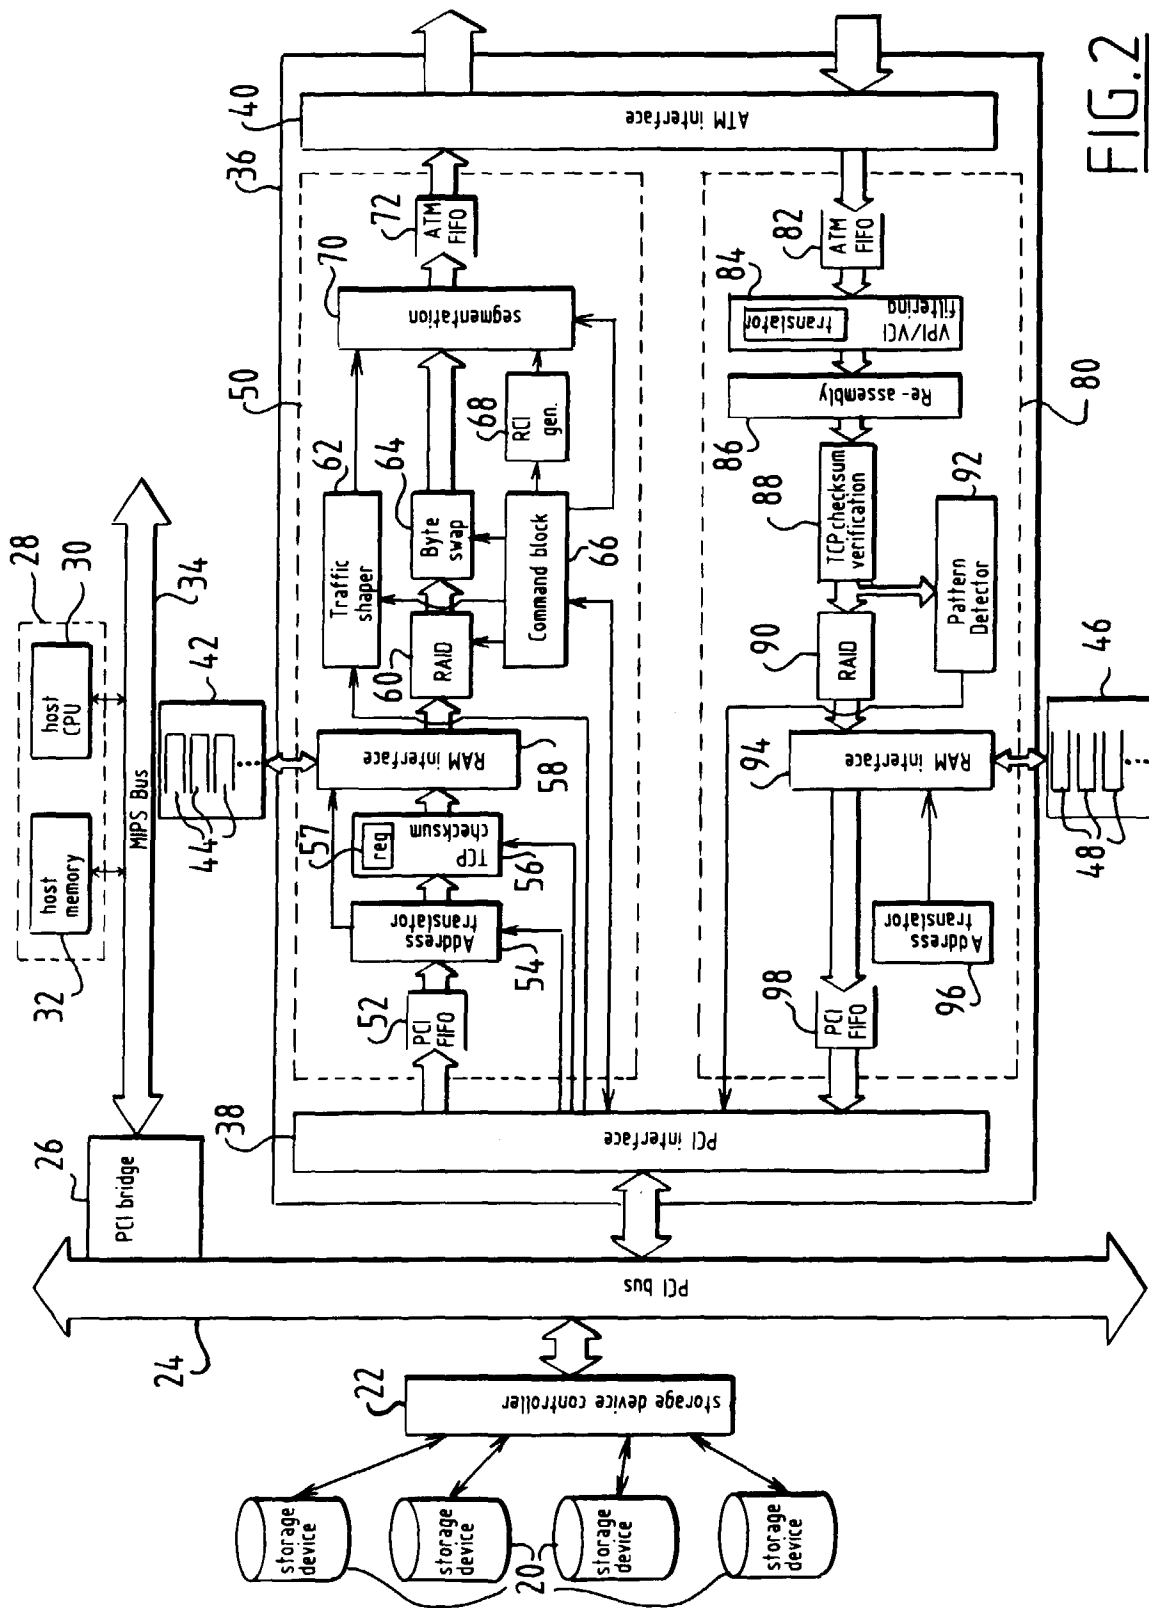 FIG.2
28
host
CPU
30
host
memory
32
MIPS Bus
34
26
PCI bridge
36
40
ATM interface
42
44
50
38
PCI interface
52
PCI
FIFO
Address
translator
54
57
reg
TCP
checksum
56
RAM interface
58
60
RAID
Traffic
shaper
62
Byte
swap
64
Command block
66
RCI
gen.
68
segmentation
70
ATM
FIFO
72
80
ATM
FIFO
82
translator
VPI/VCI
filtering
84
Re-assembly
86
TCP checksum
verification
88
RAID
90
Pattern
Detector
92
RAM interface
94
Address
translator
96
PCI
FIFO
98
46
48
PCI bus
24
22
storage device controller
storage
device
storage
device
storage
device
storage
device
20